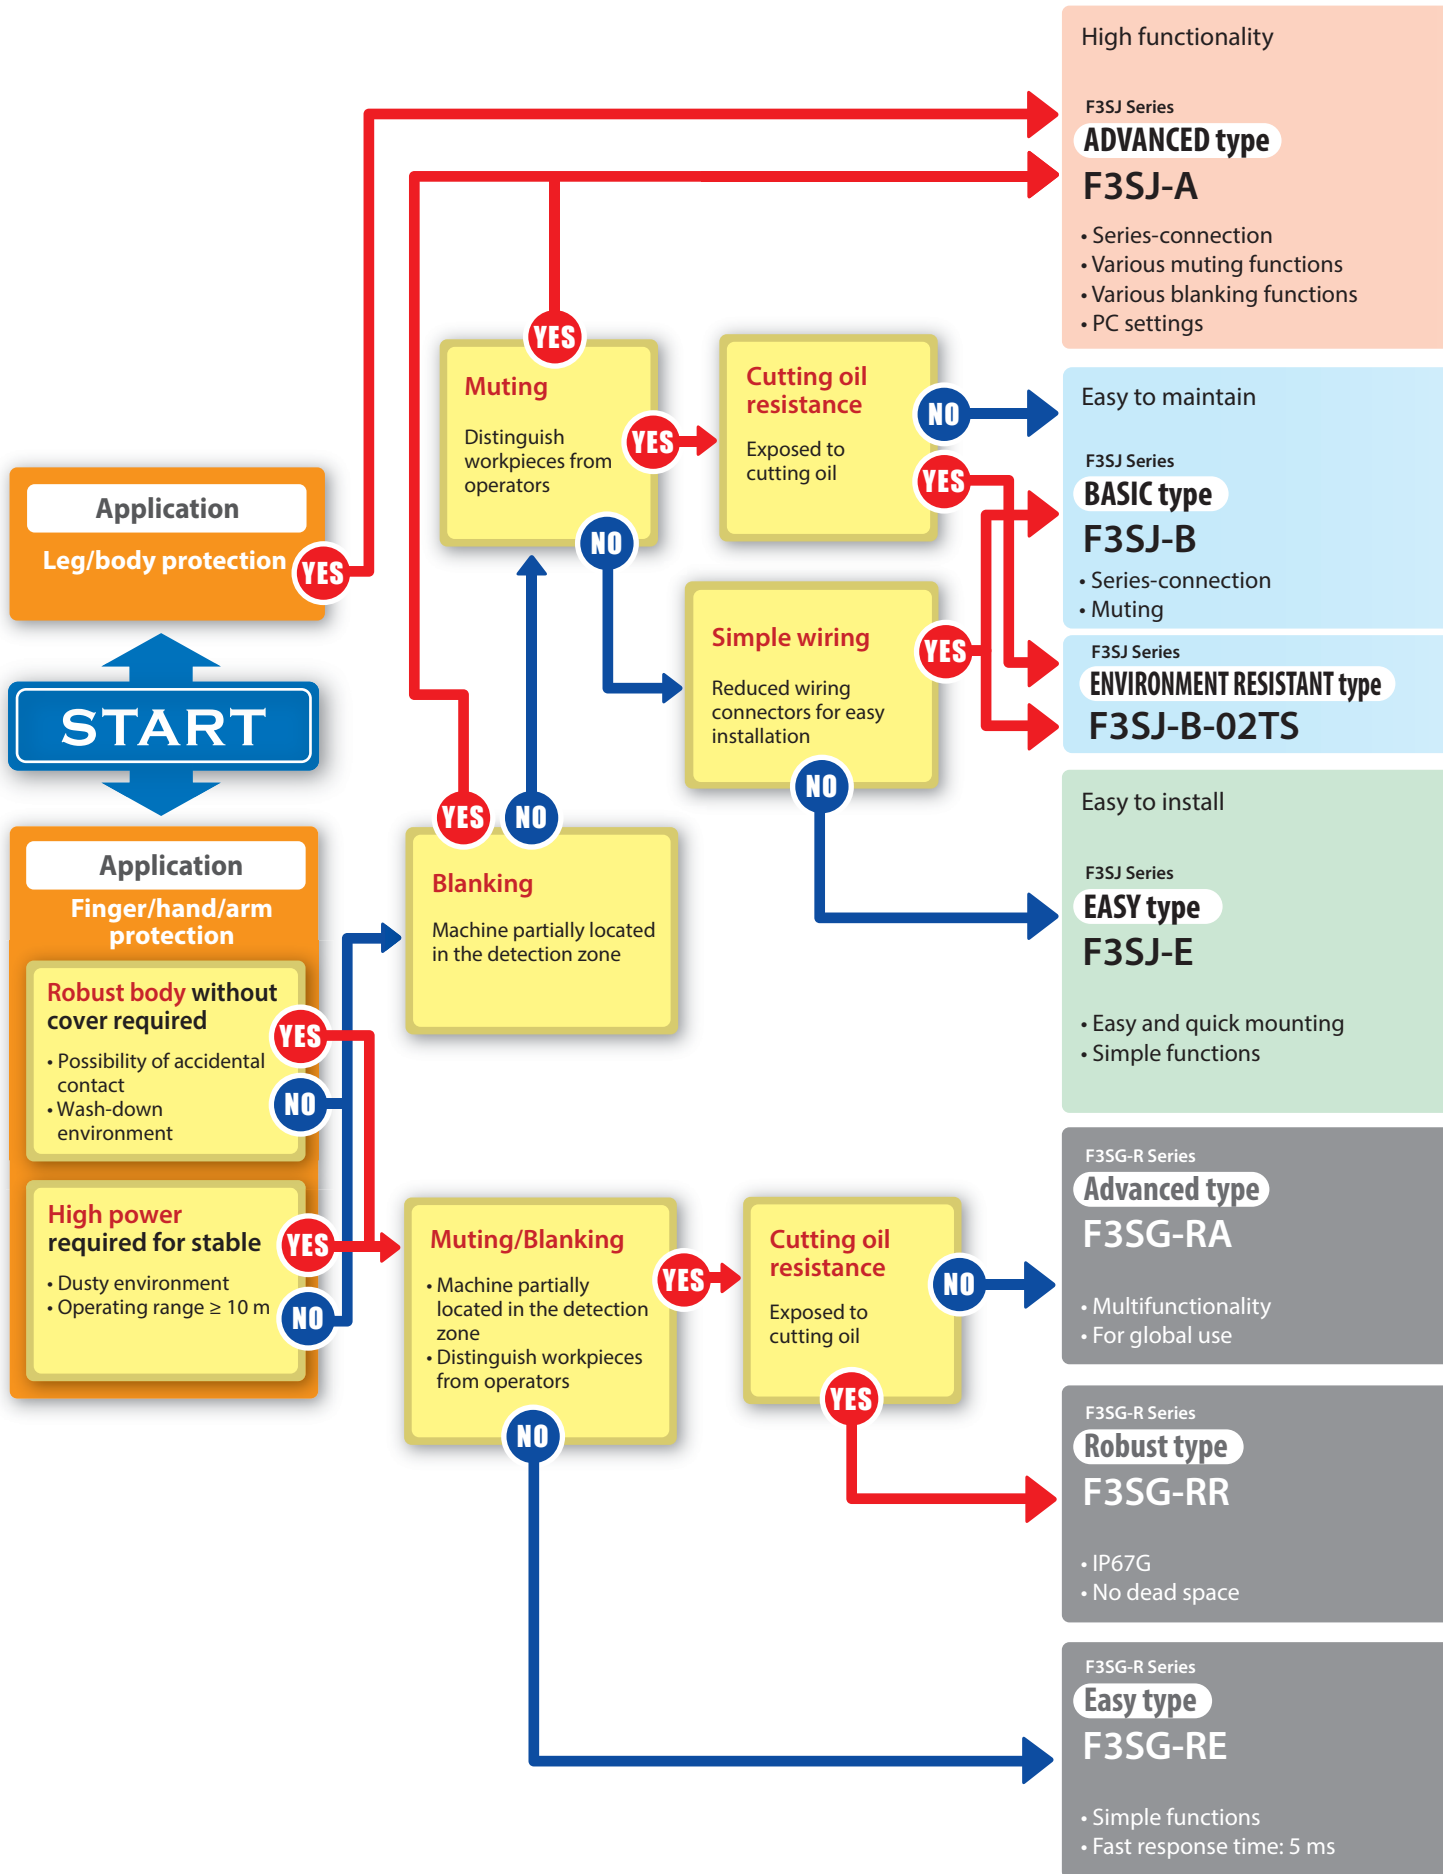 High functionality
F3SJ Series
ADVANCED type
F3SJ-A
• Series-connection
• Various muting functions
• Various blanking functions
• PC settings
YES
Muting
Distinguish
workpieces from
operators
YES
NO
Cutting oil
resistance
Exposed to
cutting oil
NO
YES
Easy to maintain
F3SJ Series
BASIC type
F3SJ-B
• Series-connection
• Muting
Application
Leg/body protection
YES
START
Simple wiring
Reduced wiring
connectors for easy
installation
YES
NO
F3SJ Series
ENVIRONMENT RESISTANT type
F3SJ-B-02TS
Easy to install
F3SJ Series
EASY type
F3SJ-E
• Easy and quick mounting
• Simple functions
YES
NO
Blanking
Machine partially located
in the detection zone
Application
Finger/hand/arm
protection
Robust body without
cover required
• Possibility of accidental
contact
• Wash-down
environment
YES
NO
High power
required for stable
• Dusty environment
• Operating range ≥ 10 m
YES
NO
Muting/Blanking
• Machine partially
located in the detection
zone
• Distinguish workpieces
from operators
YES
NO
Cutting oil
resistance
Exposed to
cutting oil
NO
YES
F3SG-R Series
Advanced type
F3SG-RA
• Multifunctionality
• For global use
F3SG-R Series
Robust type
F3SG-RR
• IP67G
• No dead space
F3SG-R Series
Easy type
F3SG-RE
• Simple functions
• Fast response time: 5 ms